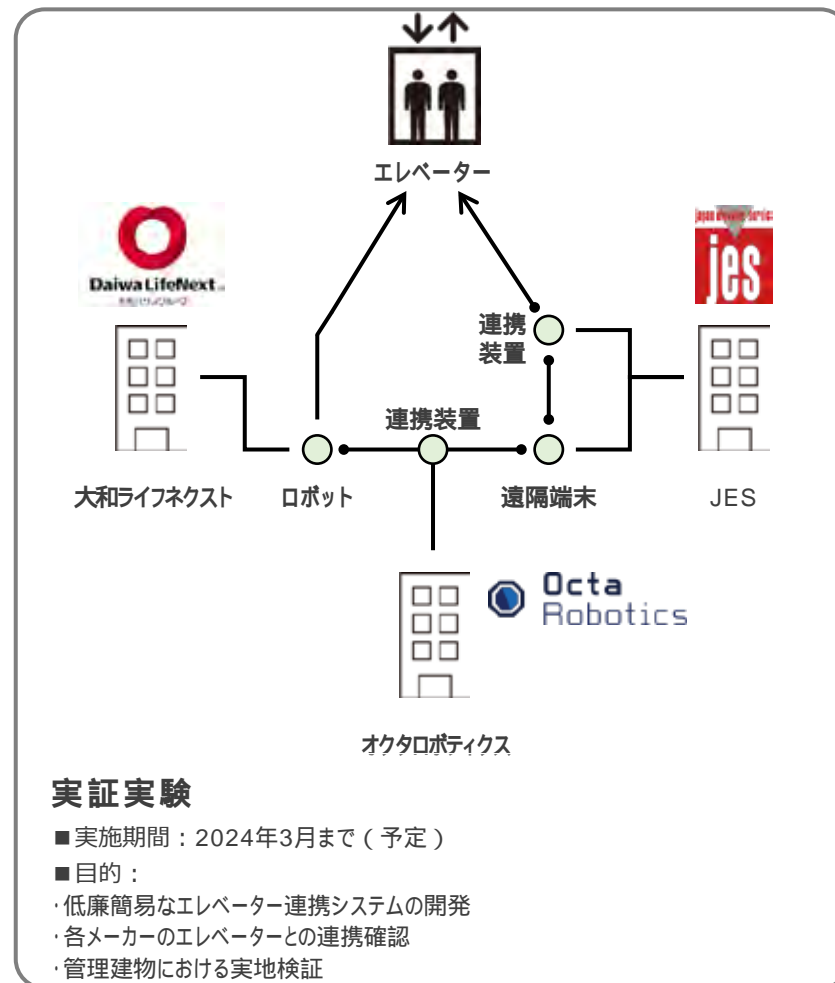 エレベーター
Daiwa LifeNext
japan elevator service
jes
連携
装置
連携装置
大和ライフネクスト
ロボット
遠隔端末
JES
Octa
Robotics
オクタロボティクス
実証実験
■実施期間：2024年3月まで（予定）
■目的：
・低廉簡易なエレベーター連携システムの開発
・各メーカーのエレベーターとの連携確認
・管理建物における実地検証